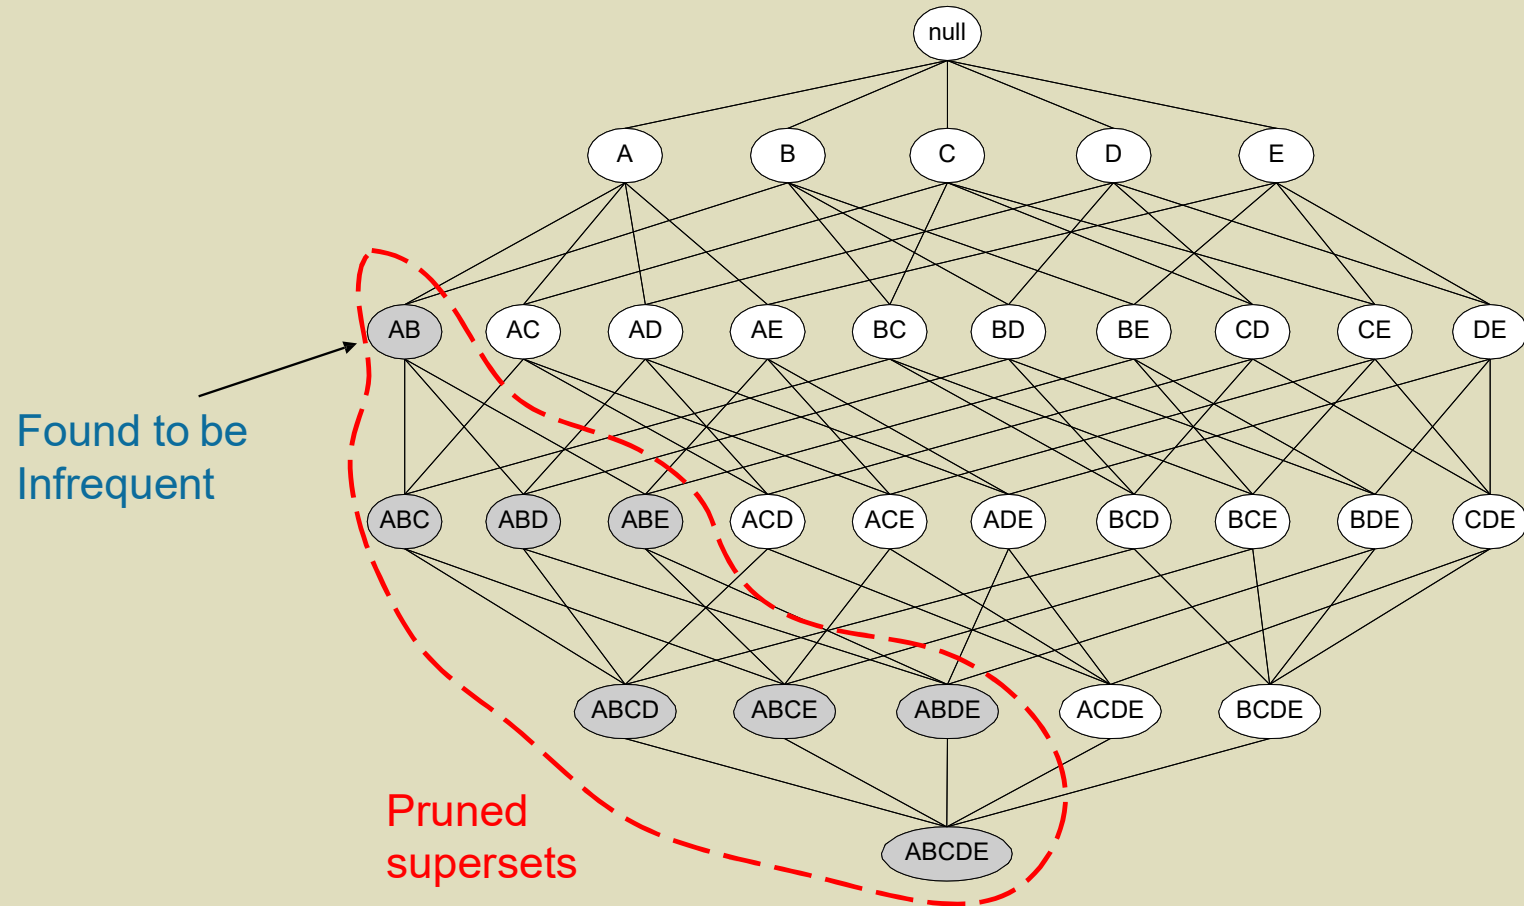 null
A B C D E
AB AC AD AE BC BD BE CD CE DE
Found to be
Infrequent
ABC ABD ABE ACD ACE ADE BCD BCE BDE CDE
ABCD ABCE ABDE ACDE BCDE
Pruned
supersets
ABCDE